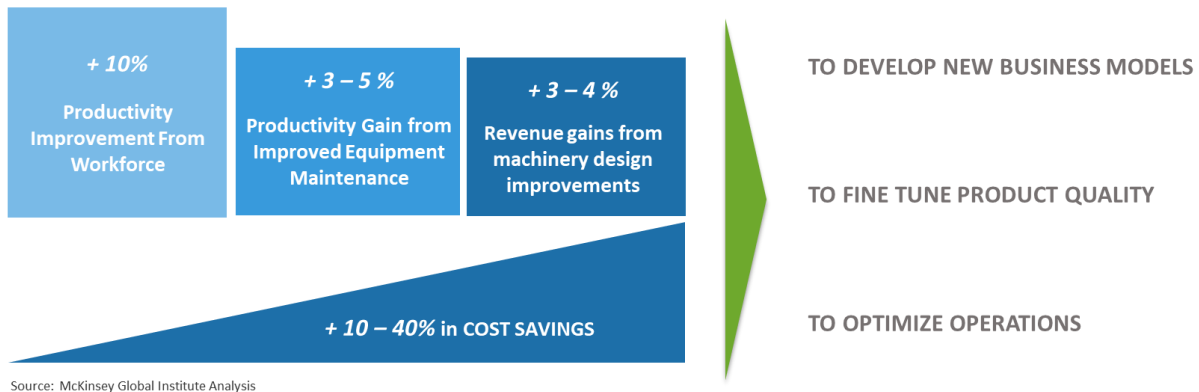 + 10%
Productivity
Improvement From
Workforce
+ 3 – 5 %
Productivity Gain from
Improved Equipment
Maintenance
+ 3 – 4 %
Revenue gains from
machinery design
improvements
+ 10 – 40% in COST SAVINGS
TO DEVELOP NEW BUSINESS MODELS
TO FINE TUNE PRODUCT QUALITY
TO OPTIMIZE OPERATIONS
Source: McKinsey Global Institute Analysis